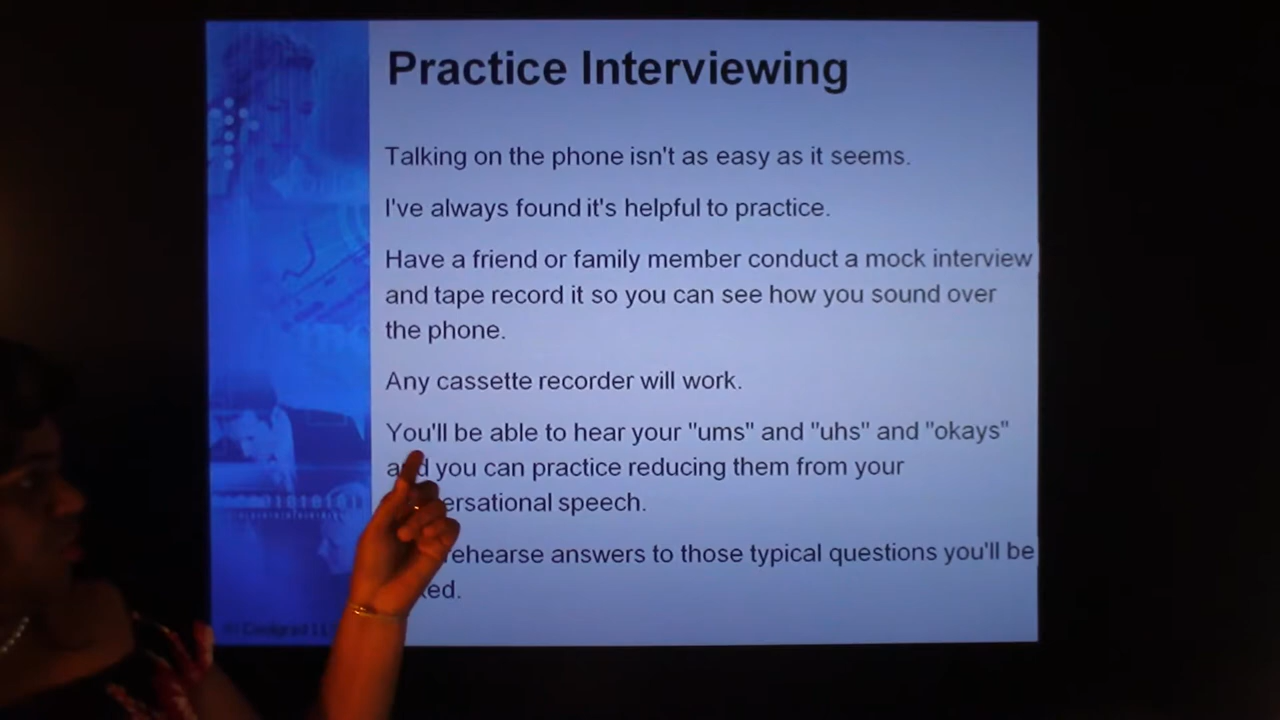 Practice Interviewing
Talking on the phone isn't as easy as it seems.
I've always found it's helpful to practice.
Have a friend or family member conduct a mock interview
and tape record it so you can see how you sound over
the phone.
Any cassette recorder will work.
You'll be able to hear your "ums" and "uhs" and "okays"
and you can practice reducing them from your
speech.
answers to those typical questions you'll be